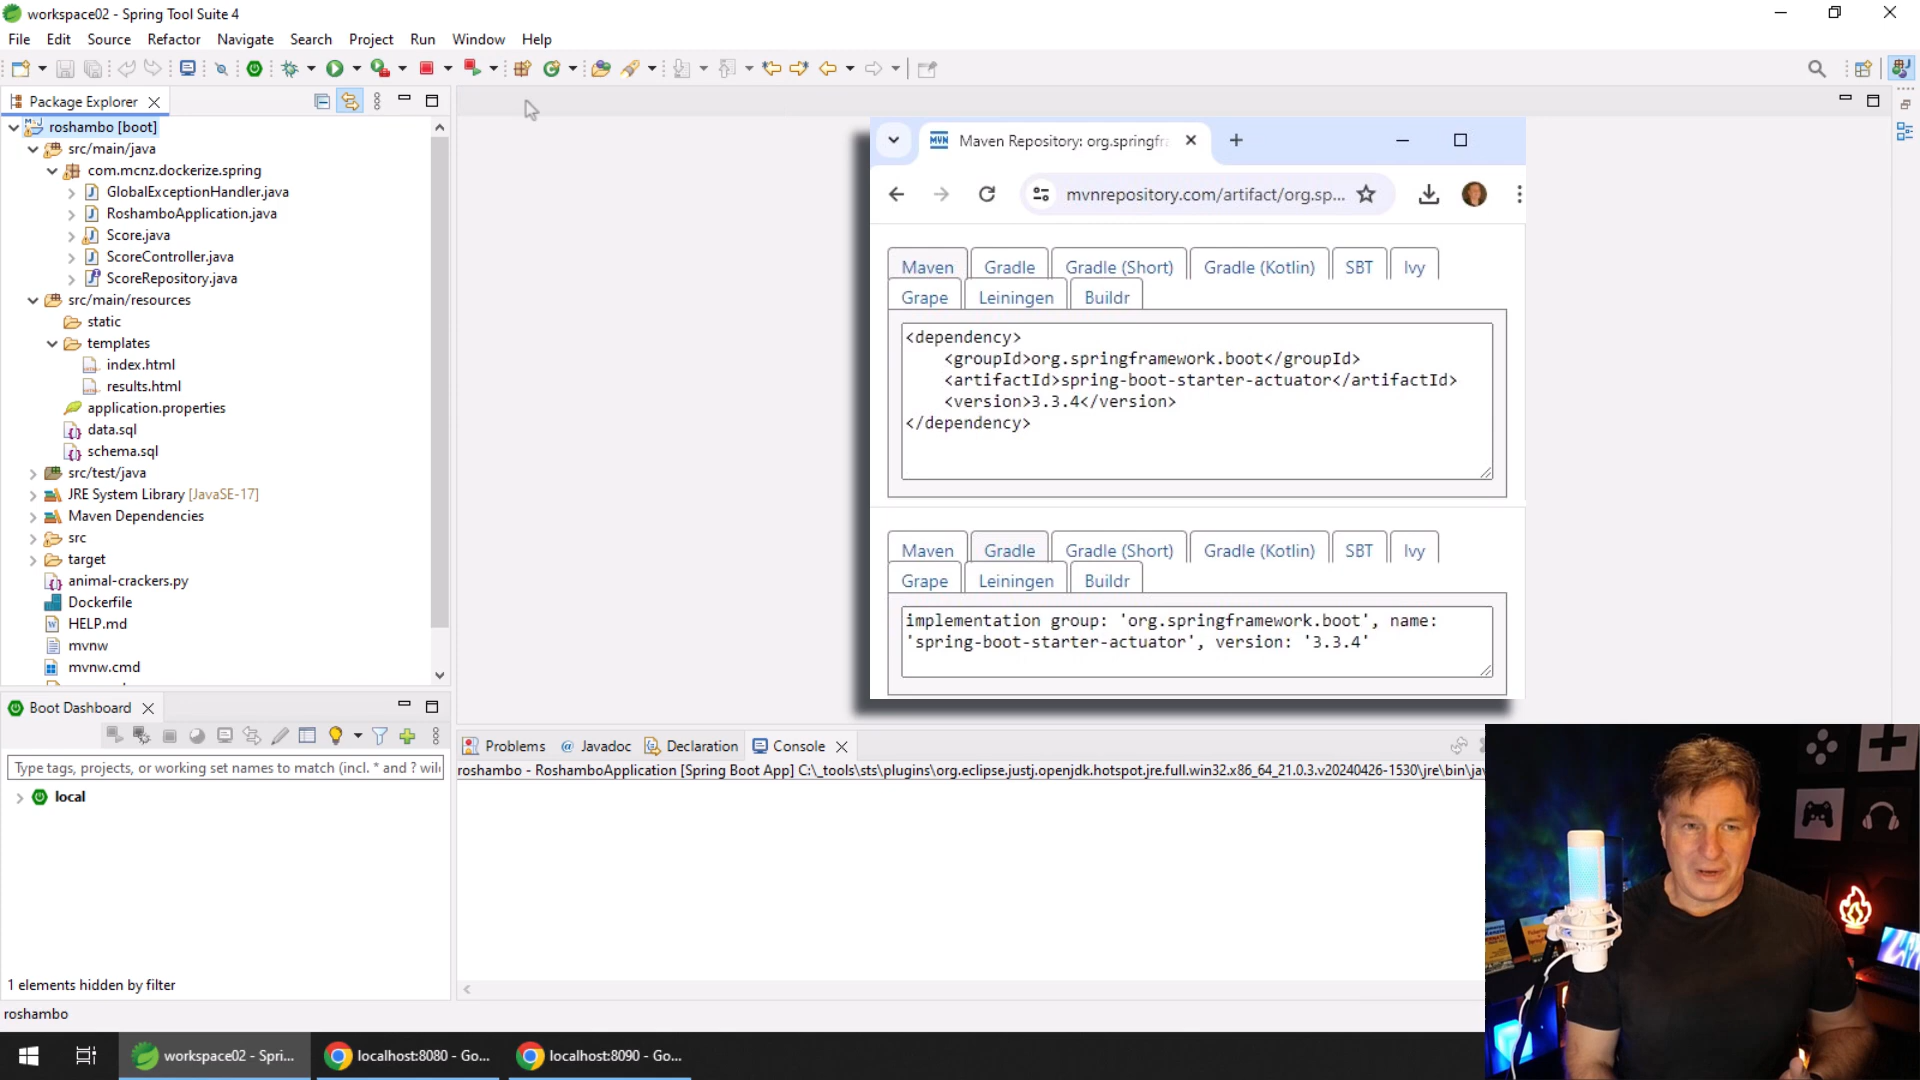 workspace02 - Spring Tool Suite 4
File Edit Source Refactor Navigate Search Project Run Window Help
Package Explorer
roshambo [boot]
src/main/java
com.mcnz.dockerize.spring
GlobalExceptionHandler.java
RoshamboApplication.java
Score.java
ScoreController.java
ScoreRepository.java
src/main/resources
static
templates
index.html
results.html
application.properties
data.sql
schema.sql
src/test/java
JRE System Library [JavaSE-17]
Maven Dependencies
src
target
animal-crackers.py
Dockerfile
HELP.md
mvnw
mvnw.cmd
Boot Dashboard
Type tags, projects, or working set names to match (incl. * and ? wil
local
1 elements hidden by filter
roshambo
Maven Repository: org.springfr
mvnrepository.com/artifact/org.sp...
Maven Gradle Gradle (Short) Gradle (Kotlin) SBT Ivy
Grape Leiningen Buildr
<dependency>
<groupId>org.springframework.boot</groupId>
<artifactId>spring-boot-starter-actuator</artifactId>
<version>3.3.4</version>
</dependency>
Maven Gradle Gradle (Short) Gradle (Kotlin) SBT Ivy
Grape Leiningen Buildr
implementation group: 'org.springframework.boot', name:
'spring-boot-starter-actuator', version: '3.3.4'
Problems @ Javadoc Declaration Console
roshambo - RoshamboApplication [Spring Boot App] C:\_tools\sts\plugins\org.eclipse.justj.openjdk.hotspot.jre.full.win32.x86_64_21.0.3.v20240426-1530\jre\bin\jav
workspace02 - Spri... localhost:8080 - Go... localhost:8090 - Go...